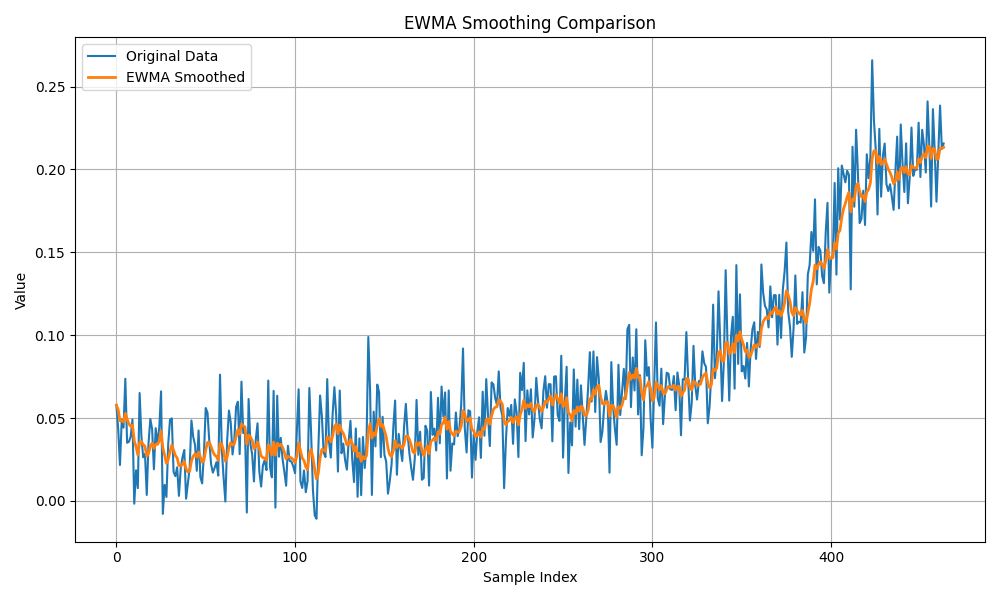 EWMA Smoothing Comparison
Original Data
EWMA Smoothed
0.25
0.20
0.15
0.10
0.05
0.00
Value
0 100 200 300 400
Sample Index